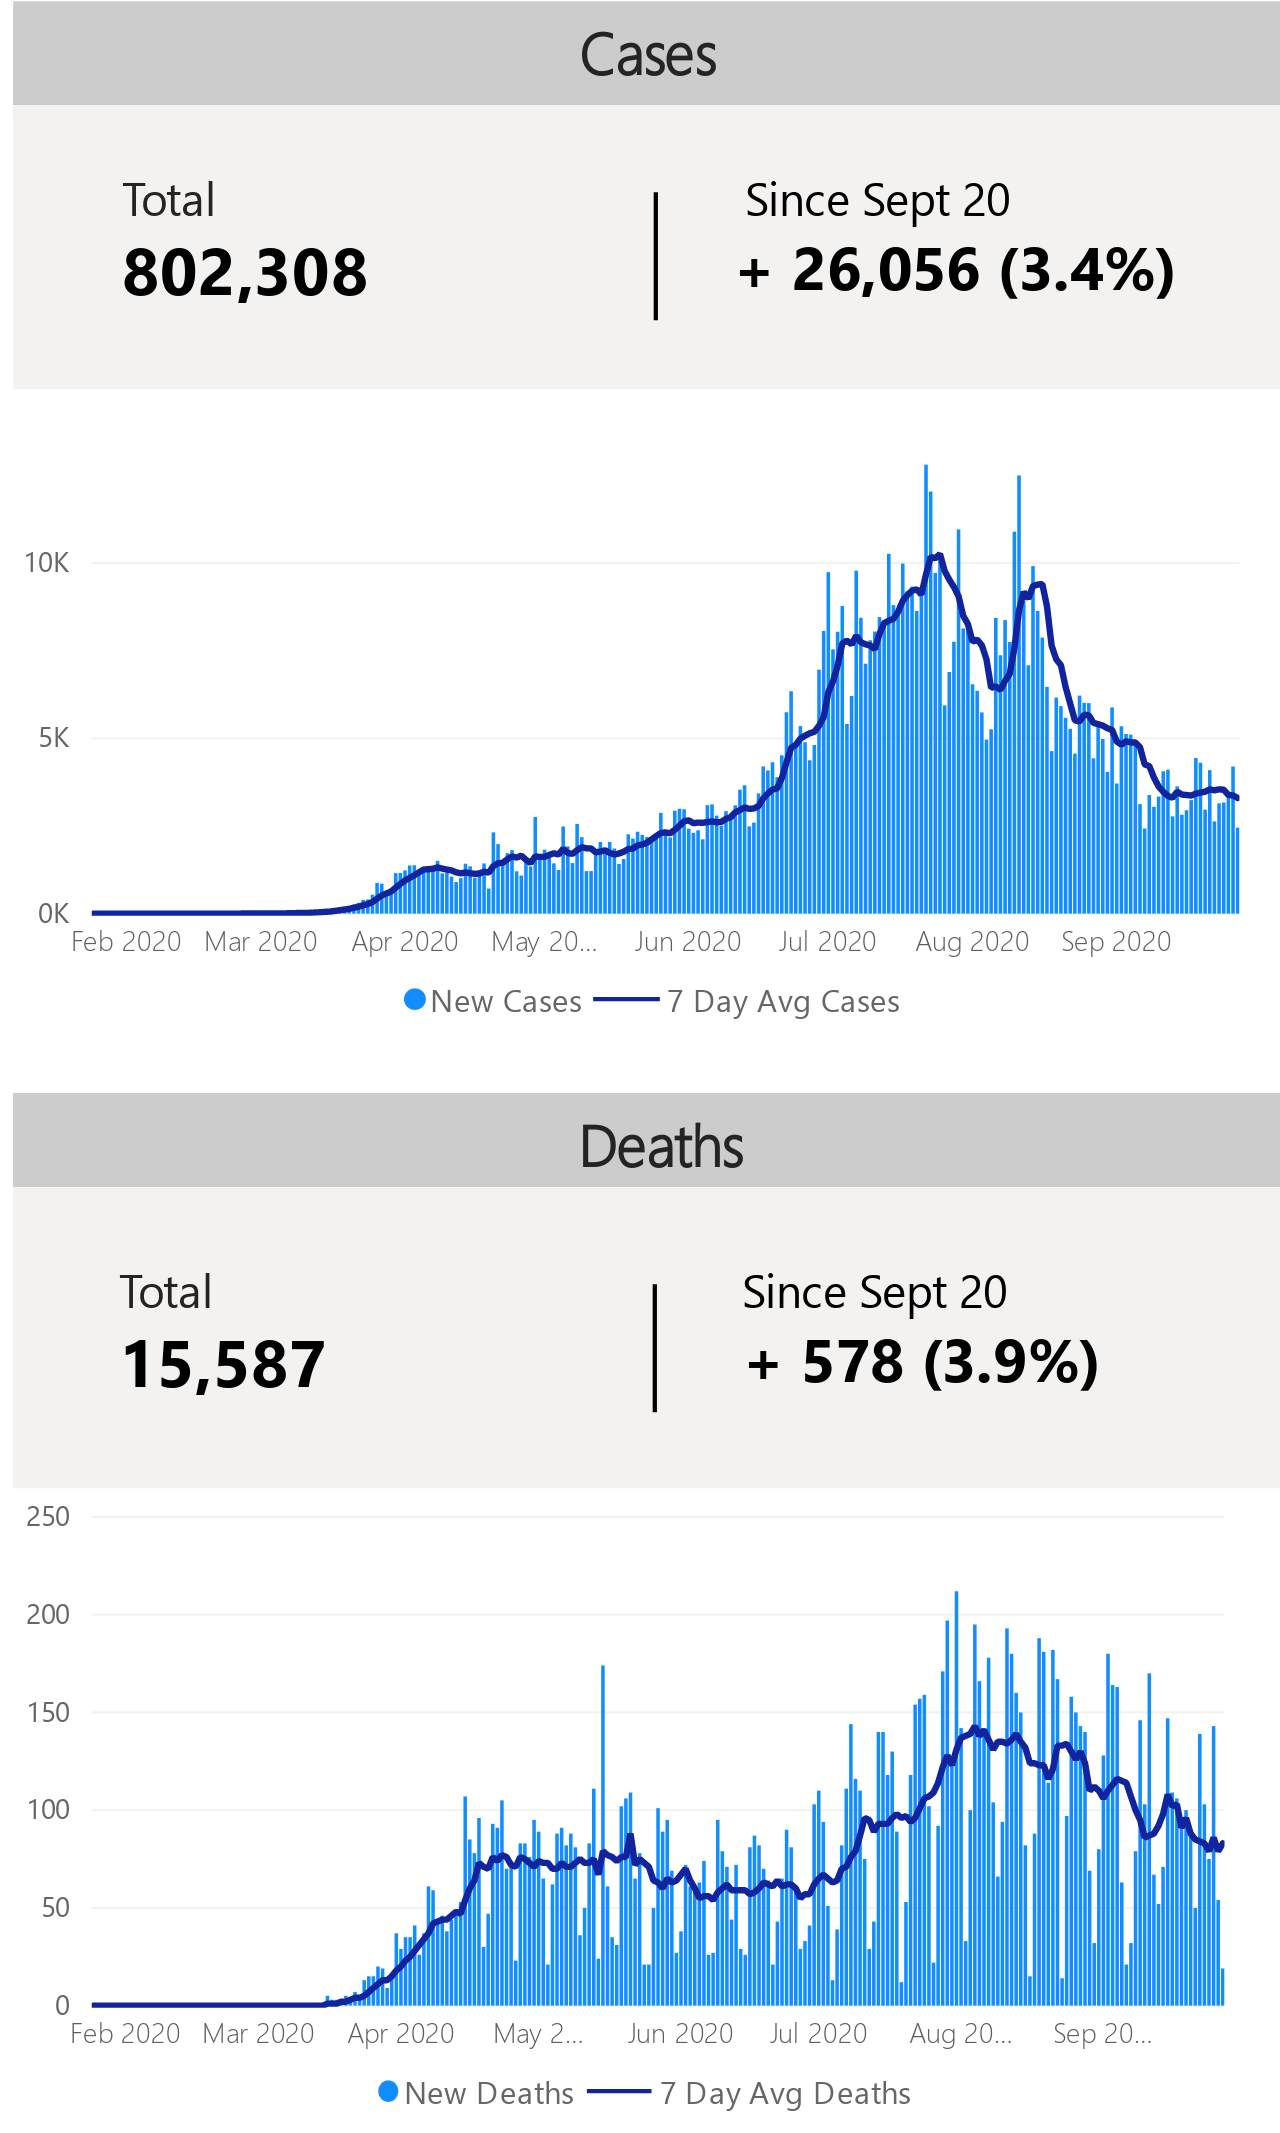 Cases
Total
Since Sept 20
802,308
+ 26,056 (3.4%)
10K
5K
0K
Feb 2020 Mar 2020 Apr 2020 May 20... Jun 2020 Jul 2020 Aug 2020 Sep 2020
New Cases 7 Day Avg Cases
Deaths
Total
Since Sept 20
15,587
+ 578 (3.9%)
250
200
150
100
50
0
Feb 2020 Mar 2020 Apr 2020 May 2... Jun 2020 Jul 2020 Aug 20... Sep 20...
New Deaths 7 Day Avg Deaths